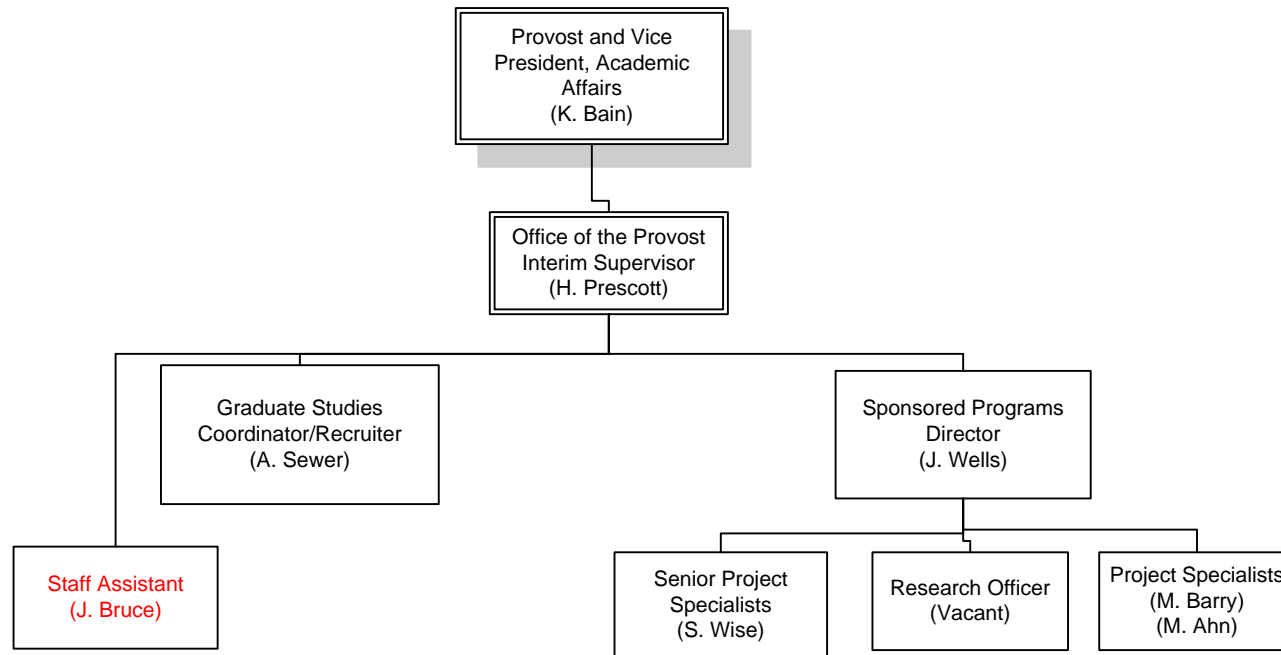 Provost and Vice
President, Academic
Affairs
(K. Bain)
Office of the Provost
Interim Supervisor
(H. Prescott)
Graduate Studies
Coordinator/Recruiter
(A. Sewer)
Sponsored Programs
Director
(J. Wells)
Staff Assistant
(J. Bruce)
Senior Project
Specialists
(S. Wise)
Research Officer
(Vacant)
Project Specialists
(M. Barry)
(M. Ahn)